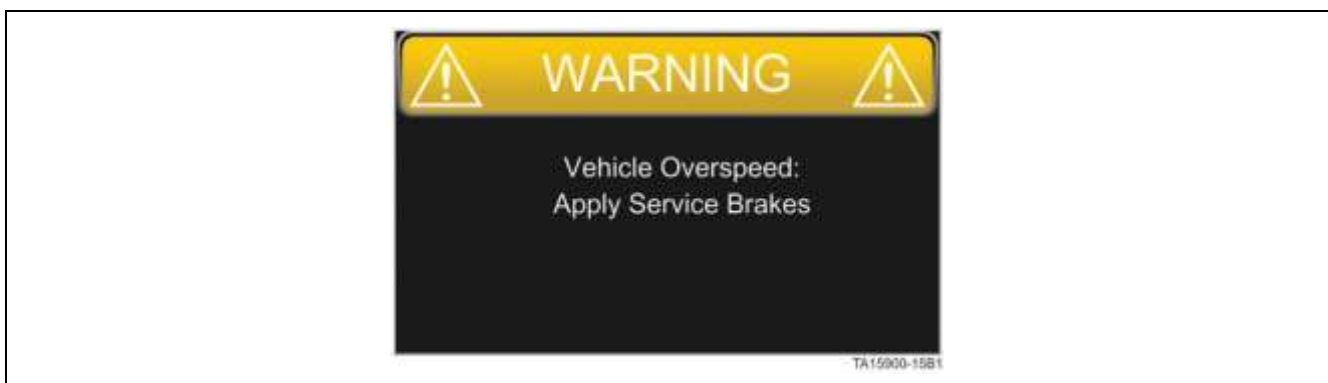 WARNING
Vehicle Overspeed:
Apply Service Brakes
TA15900-15B1